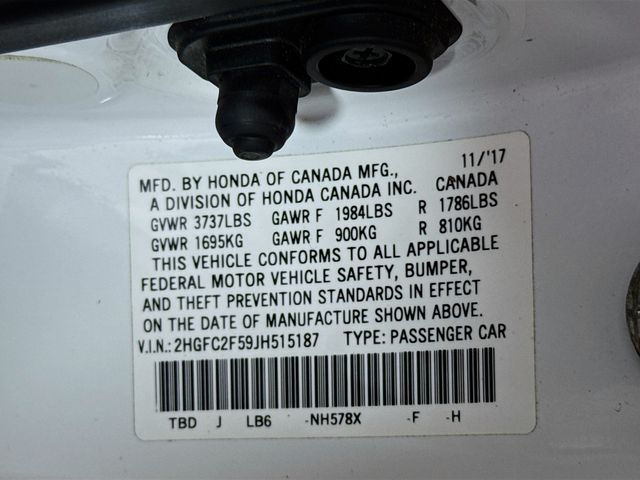 MFD. BY HONDA OF CANADA MFG., 11/'17
A DIVISION OF HONDA CANADA INC. CANADA
GVWR 3737LBS GAWR F 1984LBS R 1786LBS
GVWR 1695KG GAWR F 900KG R 810KG
THIS VEHICLE CONFORMS TO ALL APPLICABLE
FEDERAL MOTOR VEHICLE SAFETY, BUMPER,
AND THEFT PREVENTION STANDARDS IN EFFECT
ON THE DATE OF MANUFACTURE SHOWN ABOVE.
V.I.N.: 2HGFC2F59JH515187 TYPE: PASSENGER CAR
TBD J LB6 -NH578X -F -H